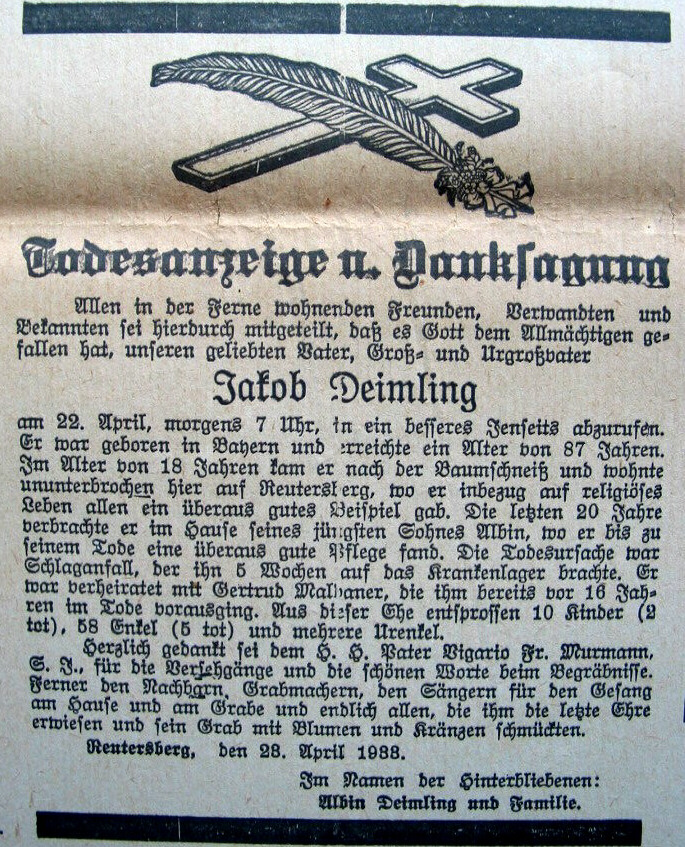 Todesanzeige u. Danksagung
Allen in der Ferne wohnenden Freunden, Verwandten und
Bekannten sei hierdurch mitgeteilt, daß es Gott dem Allmächtigen ge-
fallen hat, unseren geliebten Vater, Groß- und Urgroßvater
Jakob Deimling
am 22. April, morgens 7 Uhr, in ein besseres Jenseits abzurufen.
Er war geboren in Bayern und erreichte ein Alter von 87 Jahren.
Im Alter von 18 Jahren kam er nach der Baumschneiß und wohnte
ununterbrochen hier auf Reutersberg, wo er inbezug auf religiöses
Leben allen ein überaus gutes Beispiel gab. Die letzten 20 Jahre
verbrachte er im Hause seines jüngsten Sohnes Albin, wo er bis zu
seinem Tode eine überaus gute Pflege fand. Die Todesursache war
Schlaganfall, der ihn 5 Wochen auf das Krankenlager brachte. Er
war verheiratet mit Gertrud Maldaner, die ihm bereits vor 16 Jah-
ren im Tode vorausging. Aus dieser Ehe entsprossen 10 Kinder (2
tot), 58 Enkel (5 tot) und mehrere Urenkel.
Herzlich gedankt sei dem H. H. Pater Vigario Fr. Murmann,
S. J., für die Versehgänge und die schönen Worte beim Begräbnisse.
Ferner den Nachbarn, Grabmachern, den Sängern für den Gesang
am Hause und am Grabe und endlich allen, die ihm die letzte Ehre
erwiesen und sein Grab mit Blumen und Kränzen schmückten.
Reutersberg, den 28. April 1938.
Im Namen der Hinterbliebenen:
Albin Deimling und Familie.